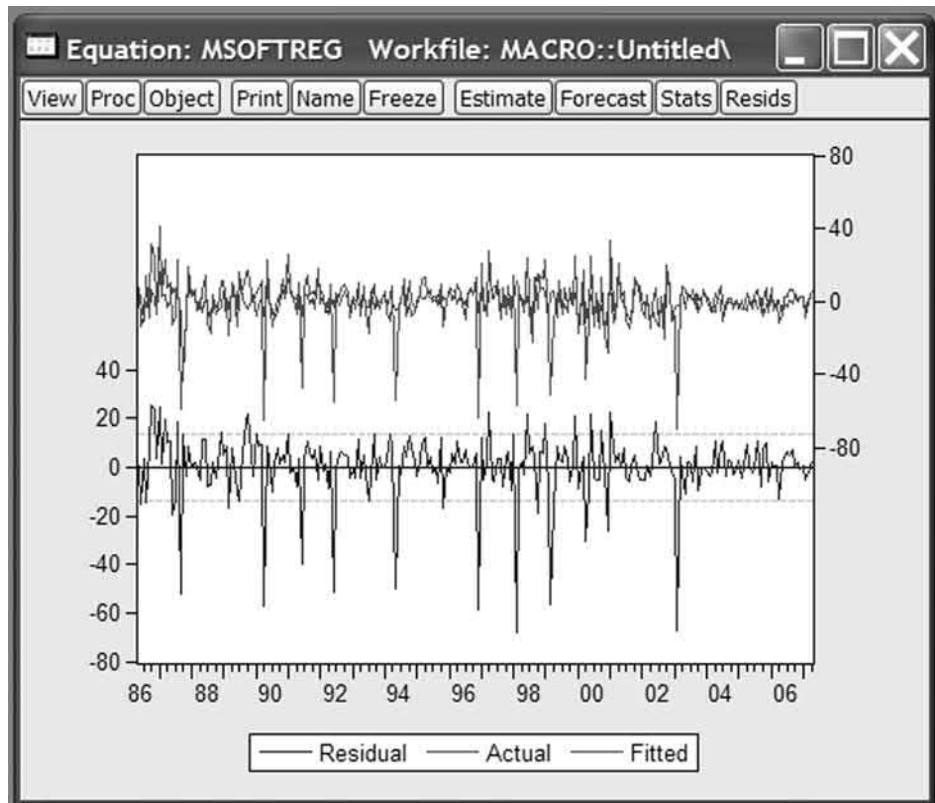 Equation: MSOFTREG Workfile: MACRO::Untitled\
View Proc Object Print Name Freeze Estimate Forecast Stats Resids
80
40
0
40 -40
20
0 -80
-20
-40
-60
-80
86 88 90 92 94 96 98 00 02 04 06
Residual Actual Fitted